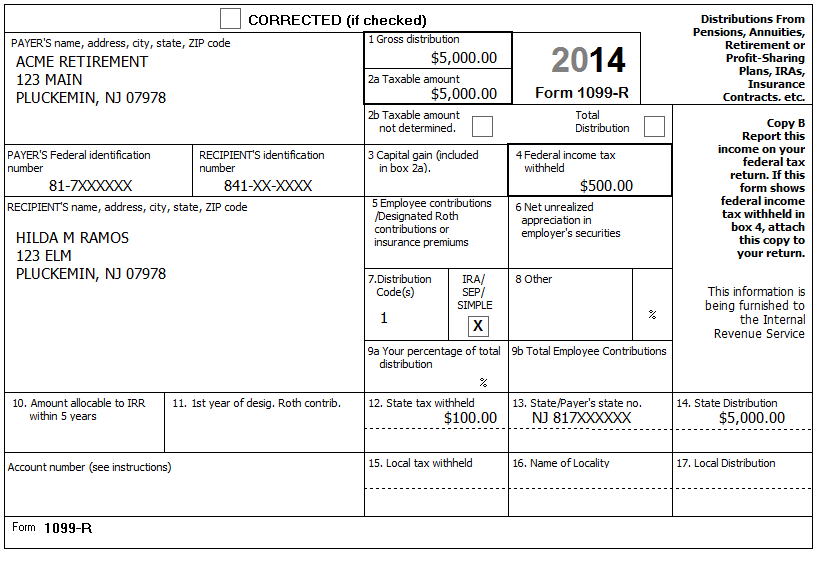 CORRECTED (if checked)
PAYER'S name, address, city, state, ZIP code
ACME RETIREMENT
123 MAIN
PLUCKEMIN, NJ 07978
1 Gross distribution
$5,000.00
2a Taxable amount
$5,000.00
2014
Form 1099-R
Distributions From
Pensions, Annuities,
Retirement or
Profit-Sharing
Plans, IRAs,
Insurance
Contracts, etc.
2b Taxable amount
not determined.
Total
Distribution
Copy B
Report this
income on your
federal tax
return. If this
form shows
federal income
tax withheld in
box 4, attach
this copy to
your return.
This information is
being furnished to
the Internal
Revenue Service
PAYER'S Federal identification
number
81-7XXXXXX
RECIPIENT'S identification
number
841-XX-XXXX
3 Capital gain (included
in box 2a).
4 Federal income tax
withheld
$500.00
RECIPIENT'S name, address, city, state, ZIP code
HILDA M RAMOS
123 ELM
PLUCKEMIN, NJ 07978
5 Employee contributions
/Designated Roth
contributions or
insurance premiums
6 Net unrealized
appreciation in
employer's securities
7.Distribution
Code(s)
1
IRA/
SEP/
SIMPLE
X
8 Other
%
9a Your percentage of total
distribution
%
9b Total Employee Contributions
10. Amount allocable to IRR
within 5 years
11. 1st year of desig. Roth contrib.
12. State tax withheld
$100.00
13. State/Payer's state no.
NJ 817XXXXXX
14. State Distribution
$5,000.00
Account number (see instructions)
15. Local tax withheld
16. Name of Locality
17. Local Distribution
Form 1099-R